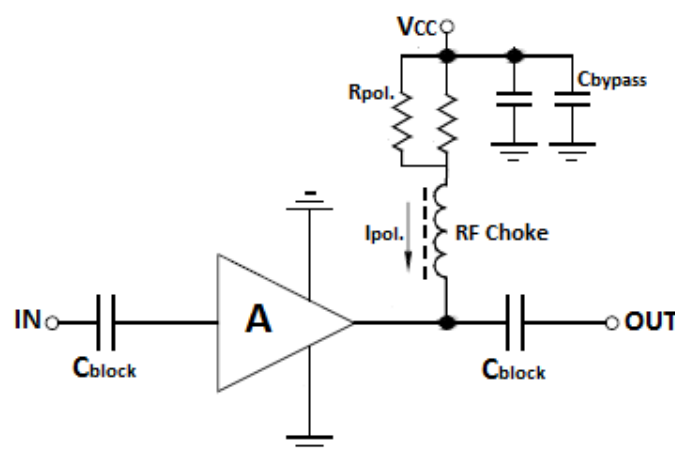 Vcc
Rpol.
Cbypass
Ipol.
RF Choke
IN
A
OUT
Cblock
Cblock